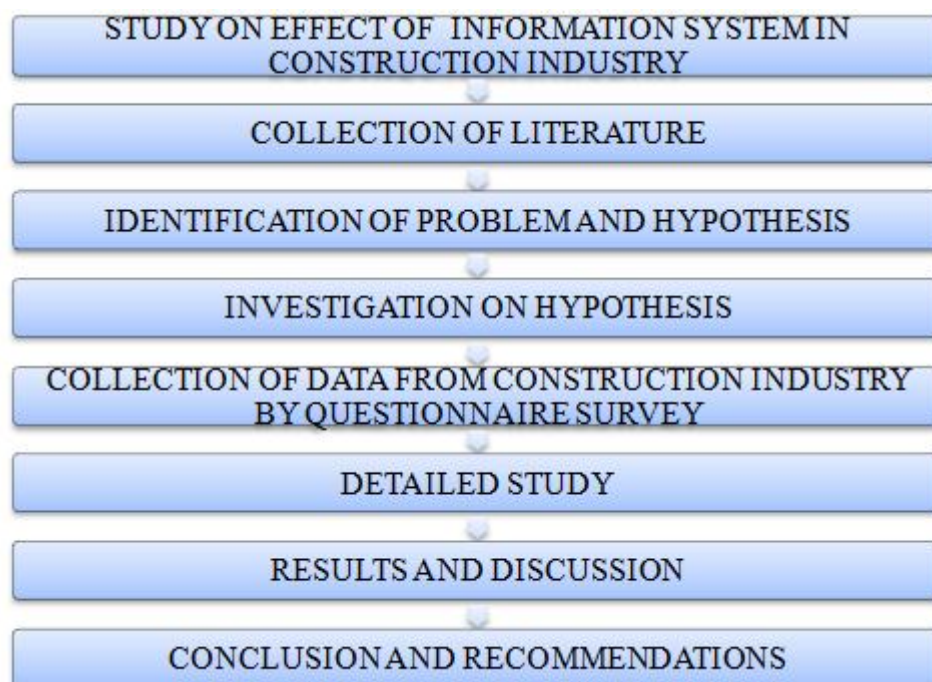 STUDY ON EFFECT OF INFORMATION SYSTEM IN
CONSTRUCTION INDUSTRY
COLLECTION OF LITERATURE
IDENTIFICATION OF PROBLEM AND HYPOTHESIS
INVESTIGATION ON HYPOTHESIS
COLLECTION OF DATA FROM CONSTRUCTION INDUSTRY
BY QUESTIONNAIRE SURVEY
DETAILED STUDY
RESULTS AND DISCUSSION
CONCLUSION AND RECOMMENDATIONS